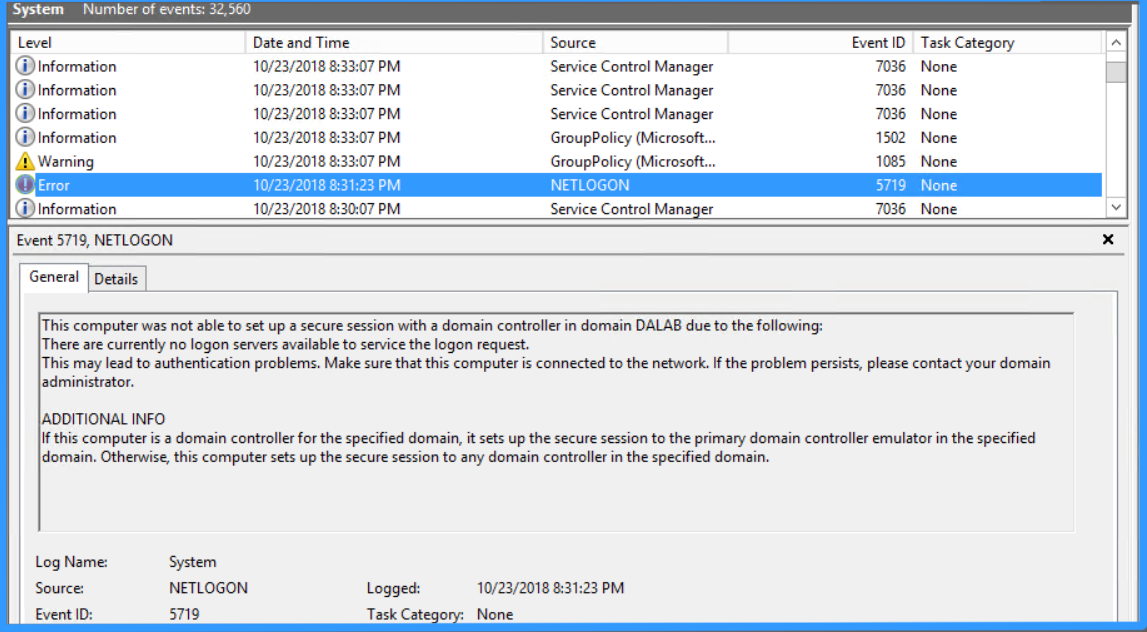 System Number of events: 32,560
Level Date and Time Source Event ID Task Category
Information 10/23/2018 8:33:07 PM Service Control Manager 7036 None
Information 10/23/2018 8:33:07 PM Service Control Manager 7036 None
Information 10/23/2018 8:33:07 PM Service Control Manager 7036 None
Information 10/23/2018 8:33:07 PM GroupPolicy (Microsoft... 1502 None
Warning 10/23/2018 8:33:07 PM GroupPolicy (Microsoft... 1085 None
Error 10/23/2018 8:31:23 PM NETLOGON 5719 None
Information 10/23/2018 8:30:07 PM Service Control Manager 7036 None
Event 5719, NETLOGON
General Details
This computer was not able to set up a secure session with a domain controller in domain DALAB due to the following:
There are currently no logon servers available to service the logon request.
This may lead to authentication problems. Make sure that this computer is connected to the network. If the problem persists, please contact your domain
administrator.
ADDITIONAL INFO
If this computer is a domain controller for the specified domain, it sets up the secure session to the primary domain controller emulator in the specified
domain. Otherwise, this computer sets up the secure session to any domain controller in the specified domain.
Log Name: System
Source: NETLOGON Logged: 10/23/2018 8:31:23 PM
Event ID: 5719 Task Category: None